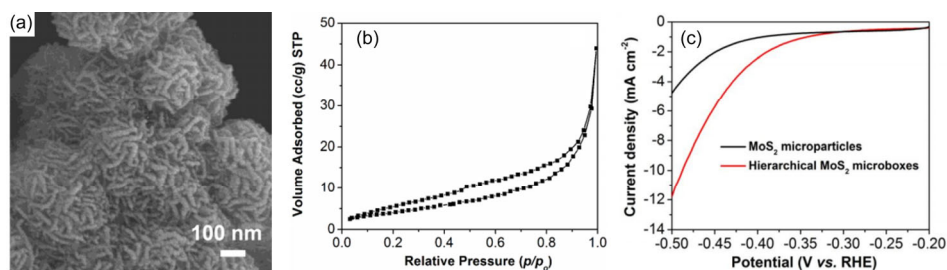 (a)
100 nm
(b)
Volume Adsorbed (cc/g) STP
50
40
30
20
10
0
0.0 0.2 0.4 0.6 0.8 1.0
Relative Pressure (p/p₀)
(c)
Current density (mA cm⁻²)
0
-2
-4
-6
-8
-10
-12
-14
MoS₂ microparticles
Hierarchical MoS₂ microboxes
-0.50 -0.45 -0.40 -0.35 -0.30 -0.25 -0.20
Potential (V vs. RHE)